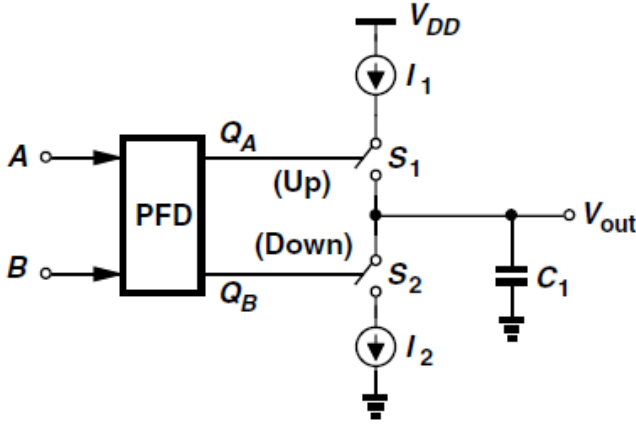 V_DD
I_1
A
Q_A
S_1
(Up)
PFD
V_out
(Down)
B
Q_B
S_2
C_1
I_2